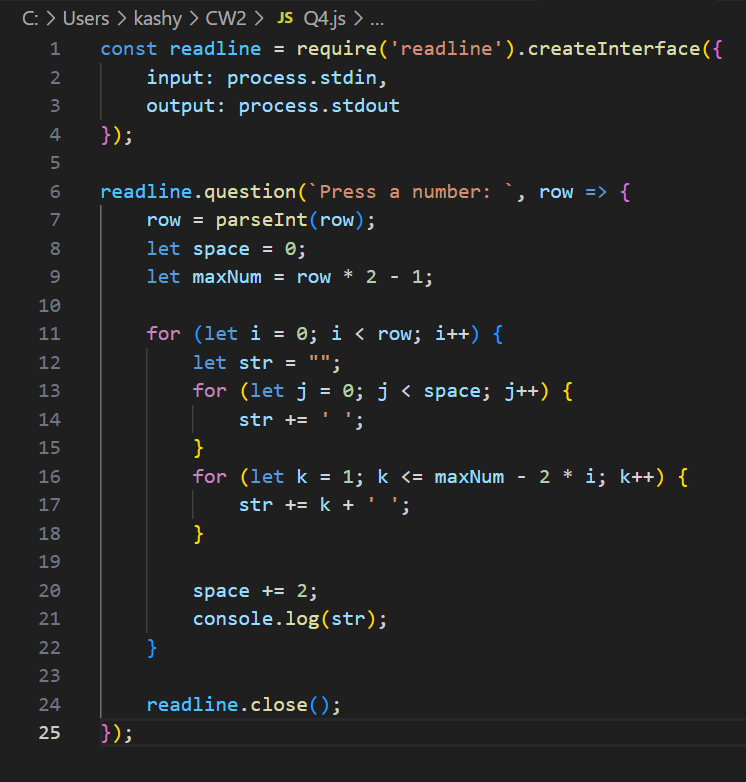 C: > Users > kashy > CW2 > JS Q4.js > ...
1 const readline = require('readline').createInterface({
2     input: process.stdin,
3     output: process.stdout
4 });
5
6 readline.question(`Press a number: `, row => {
7     row = parseInt(row);
8     let space = 0;
9     let maxNum = row * 2 - 1;
10
11     for (let i = 0; i < row; i++) {
12         let str = "";
13         for (let j = 0; j < space; j++) {
14             str += ' ';
15         }
16         for (let k = 1; k <= maxNum - 2 * i; k++) {
17             str += k + ' ';
18         }
19
20         space += 2;
21         console.log(str);
22     }
23
24     readline.close();
25 });